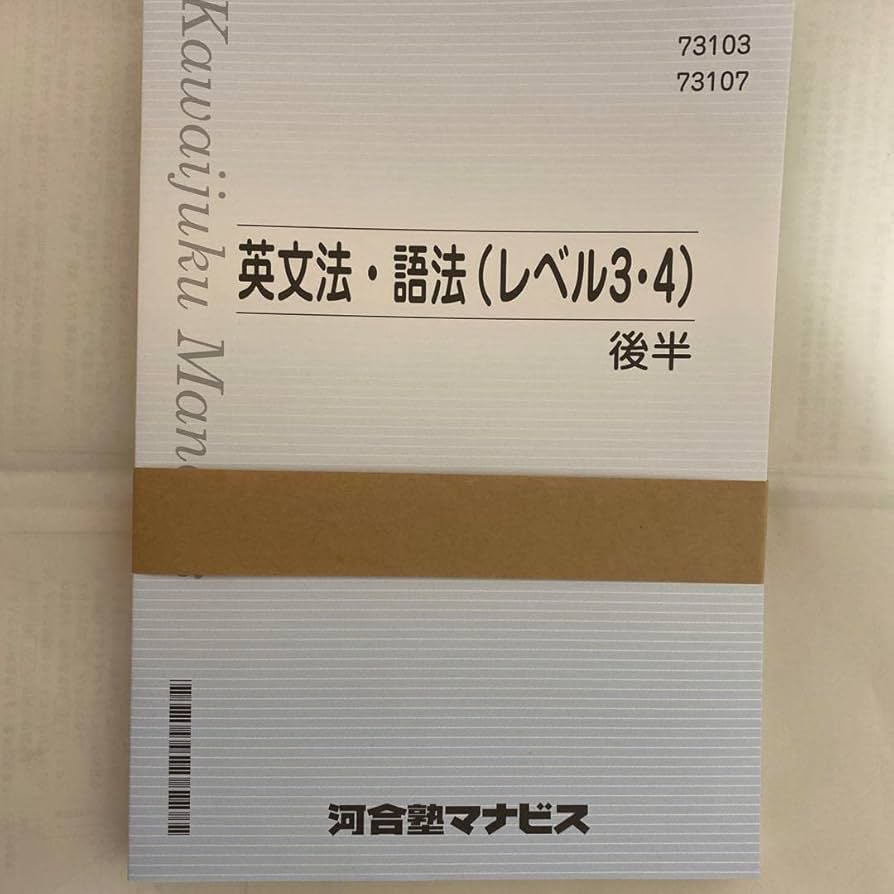 73103
73107
Kawaijuku
英文法・語法(レベル3・4)
後半
河合塾マナビス